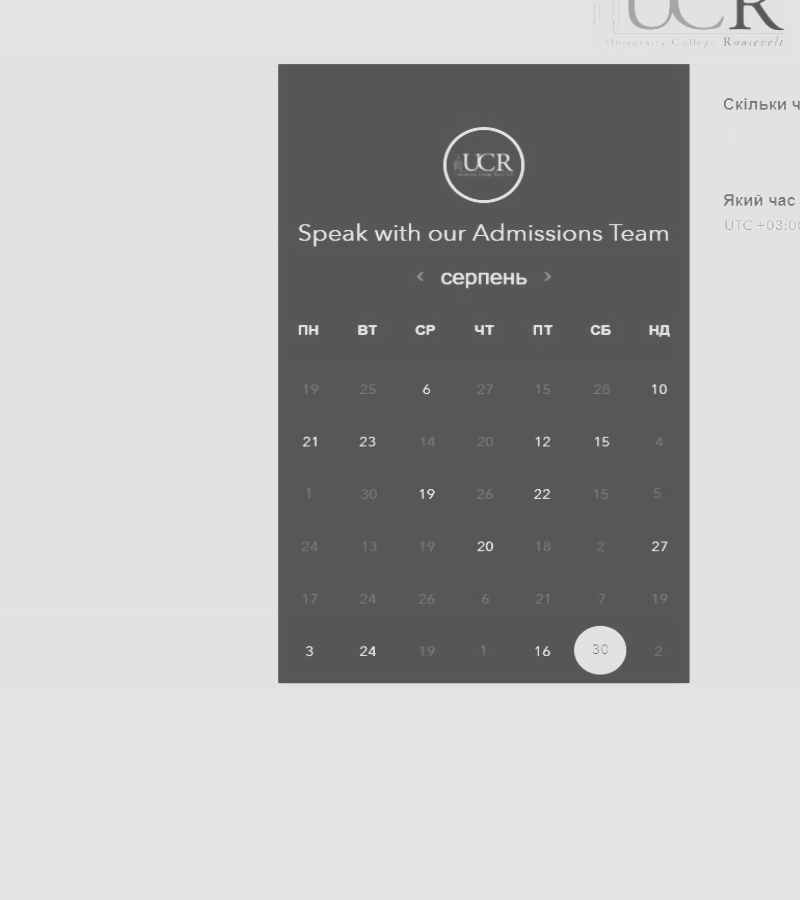 UCR
University College Roosevelt
Скільки ч
UCR
Який час
UTC +03:0
Speak with our Admissions Team
< серпень >
ПН ВТ СР ЧТ ПТ СБ НД
19 25 6 27 15 28 10
21 23 14 20 12 15 4
1 30 19 26 22 15 5
24 13 19 20 18 2 27
17 24 26 6 21 7 19
3 24 19 1 16 30 2